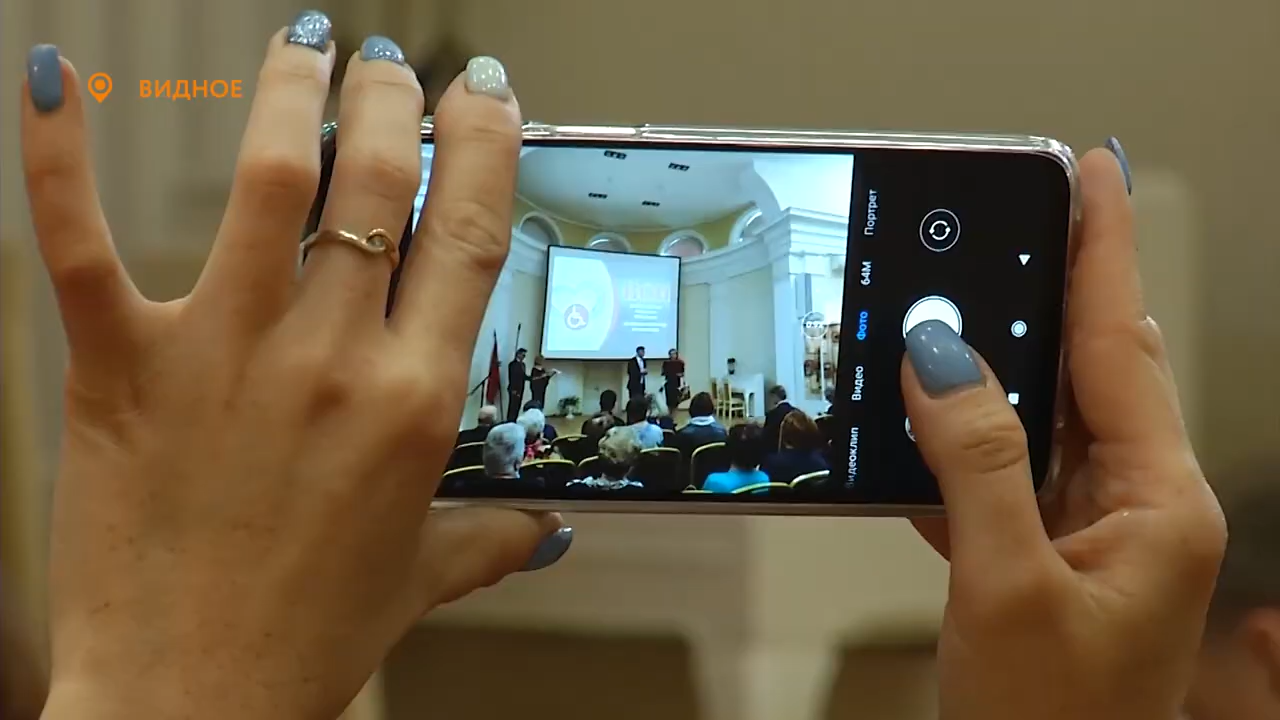 ВИДНОЕ
Портрет
64M
Фото
Видео
Видеоклип